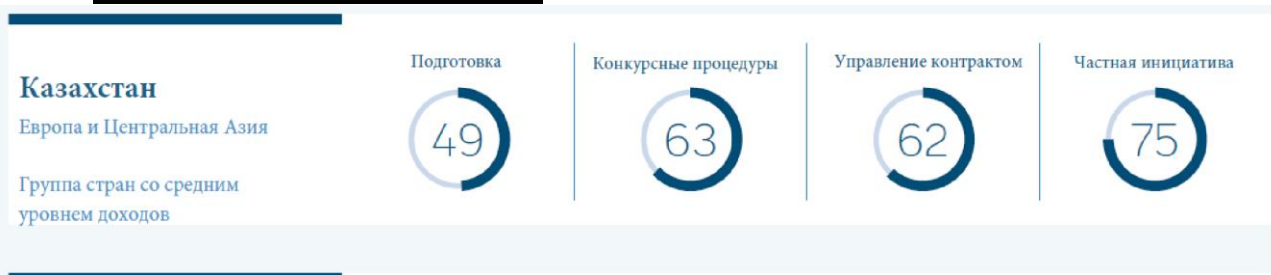 Казахстан
Европа и Центральная Азия
Группа стран со средним
уровнем доходов
Подготовка
49
Конкурсные процедуры
63
Управление контрактом
62
Частная инициатива
75